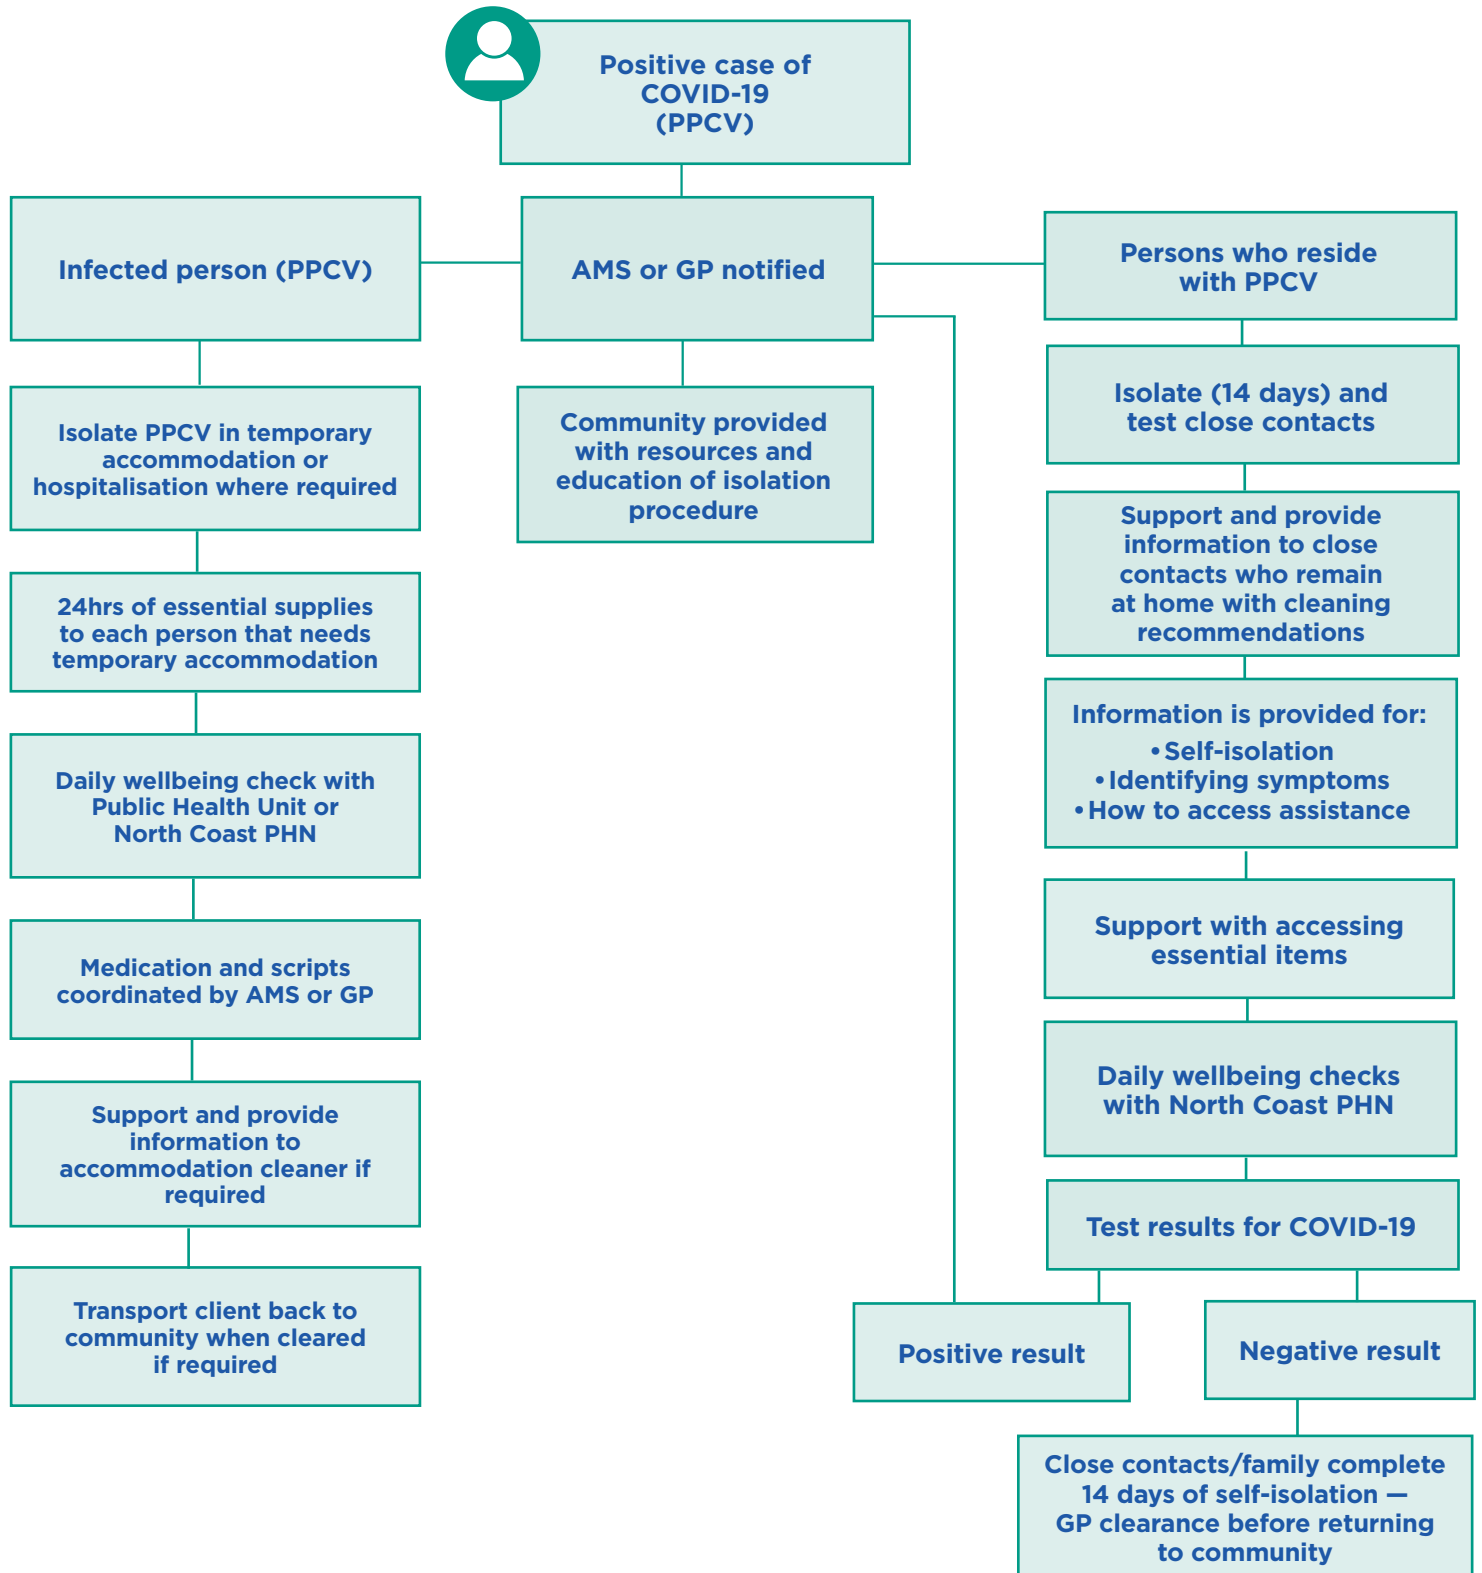 Positive case of
COVID-19
(PPCV)
Infected person (PPCV)
AMS or GP notified
Persons who reside
with PPCV
Isolate PPCV in temporary
accommodation or
hospitalisation where required
24hrs of essential supplies
to each person that needs
temporary accommodation
Daily wellbeing check with
Public Health Unit or
North Coast PHN
Medication and scripts
coordinated by AMS or GP
Support and provide
information to
accommodation cleaner if
required
Transport client back to
community when cleared
if required
Community provided
with resources and
education of isolation
procedure
Isolate (14 days) and
test close contacts
Support and provide
information to close
contacts who remain
at home with cleaning
recommendations
Information is provided for:
• Self-isolation
• Identifying symptoms
• How to access assistance
Support with accessing
essential items
Daily wellbeing checks
with North Coast PHN
Test results for COVID-19
Positive result
Negative result
Close contacts/family complete
14 days of self-isolation —
GP clearance before returning
to community